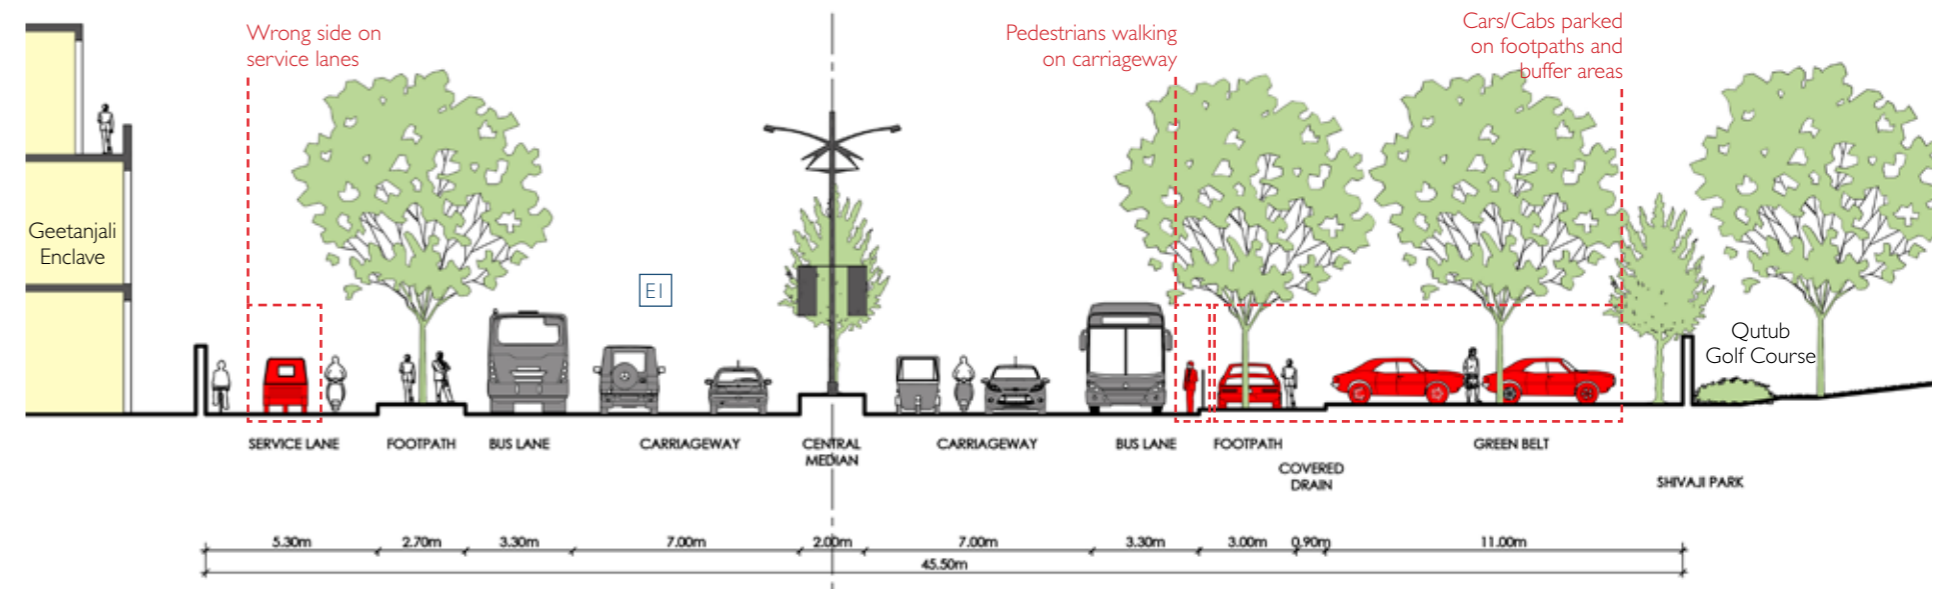 Wrong side on
service lanes
Pedestrians walking
on carriageway
Cars/Cabs parked
on footpaths and
buffer areas
Geetanjali
Enclave
E1
Qutub
Golf Course
SERVICE LANE
FOOTPATH
BUS LANE
CARRIAGEWAY
CENTRAL
MEDIAN
CARRIAGEWAY
BUS LANE
FOOTPATH
COVERED
DRAIN
GREEN BELT
SHIVAJI PARK
5.30m
2.70m
3.30m
7.00m
2.00m
7.00m
3.30m
3.00m
0.90m
11.00m
45.50m